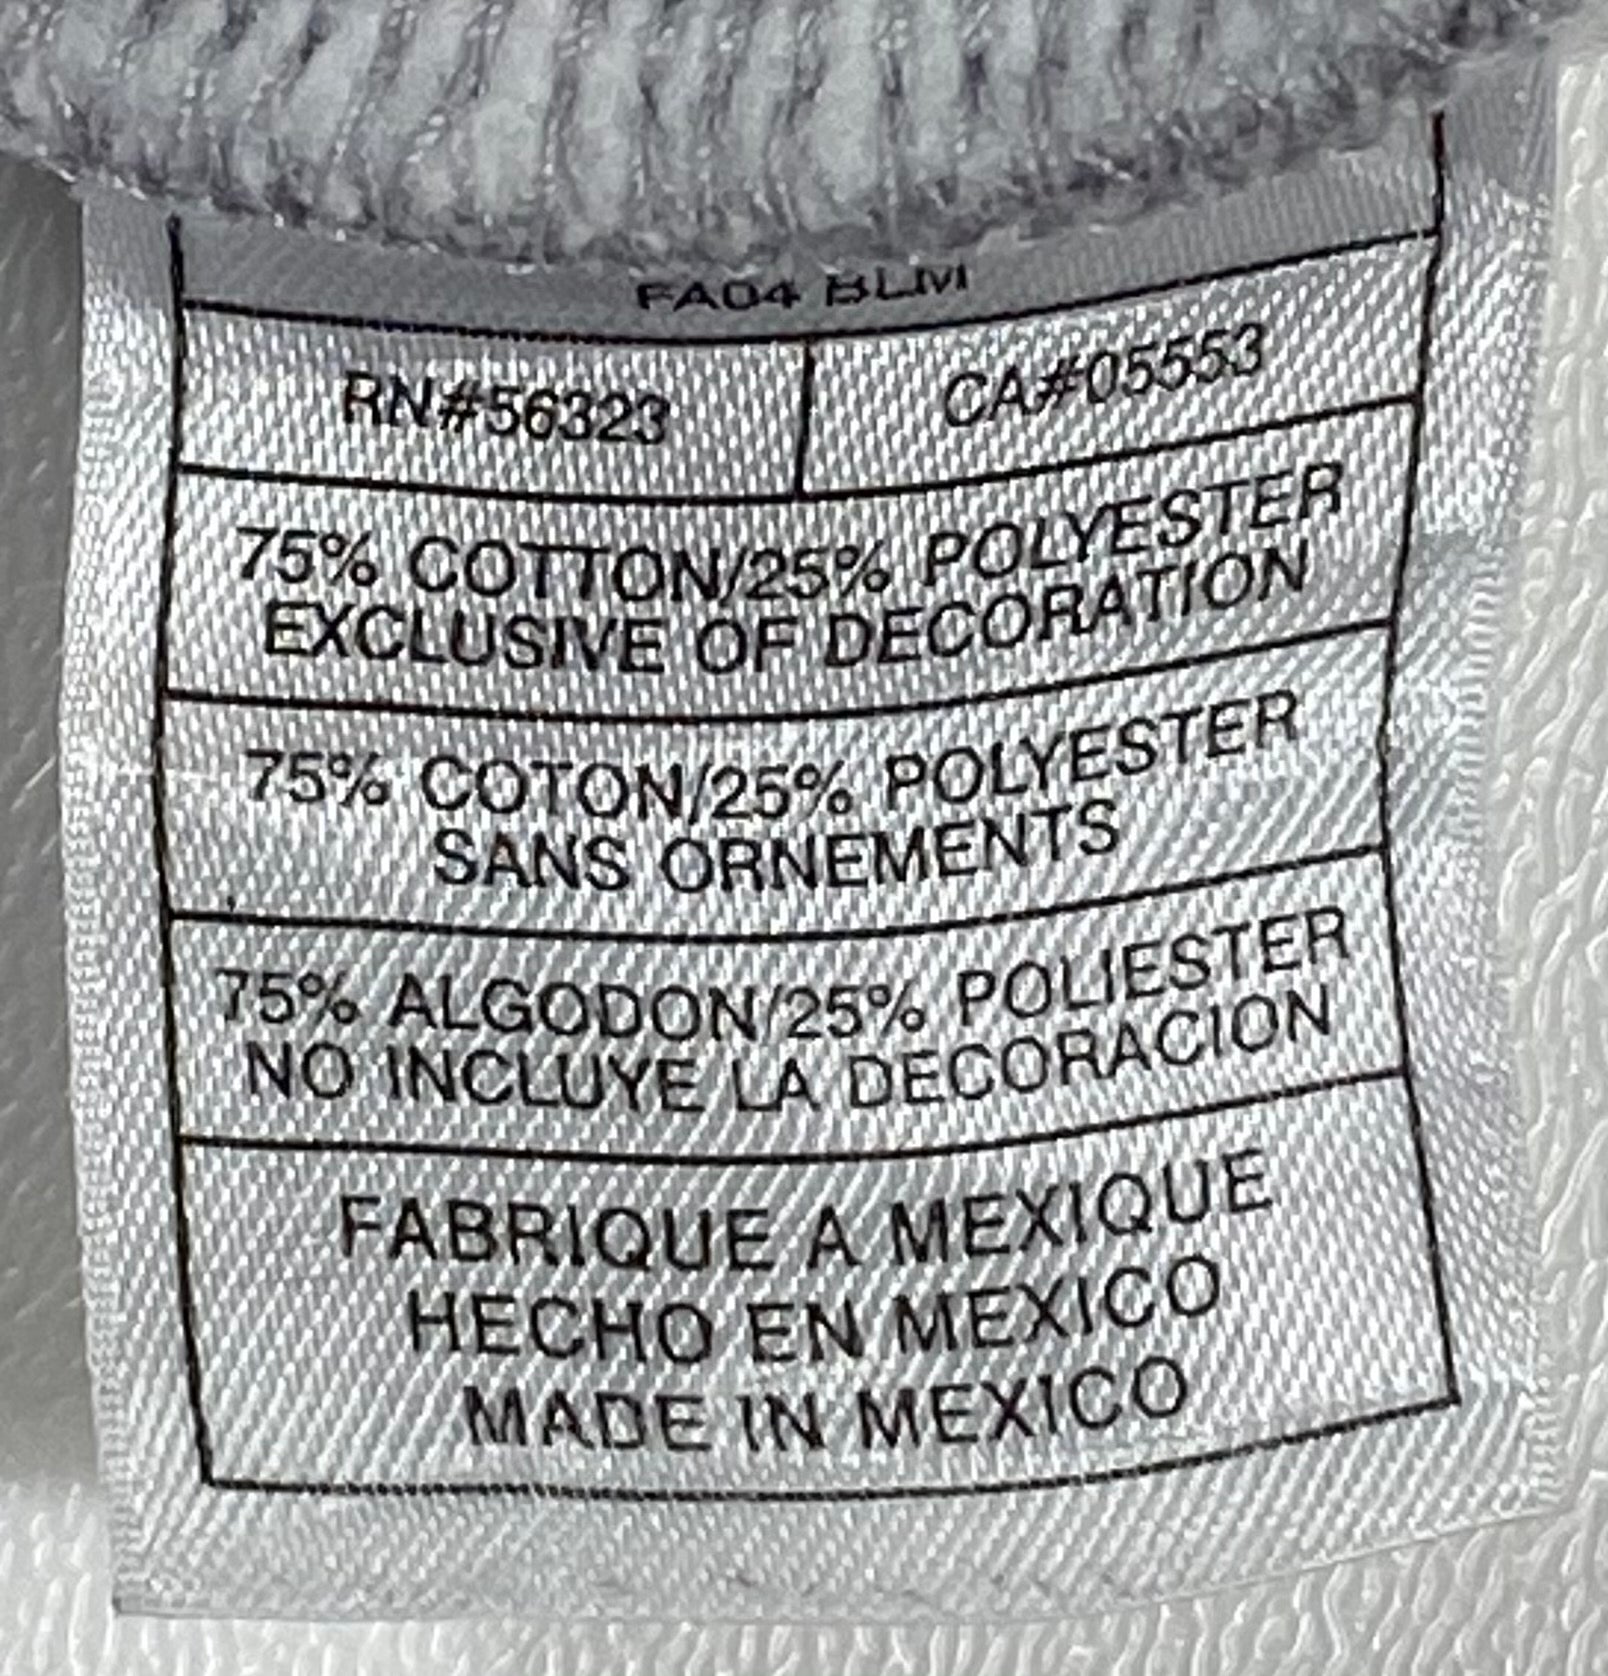 FA04 BLM
RN#56323 CA#05553
75% COTTON/25% POLYESTER
EXCLUSIVE OF DECORATION
75% COTON/25% POLYESTER
SANS ORNEMENTS
75% ALGODON/25% POLIESTER
NO INCLUYE LA DECORACION
FABRIQUE A MEXIQUE
HECHO EN MEXICO
MADE IN MEXICO